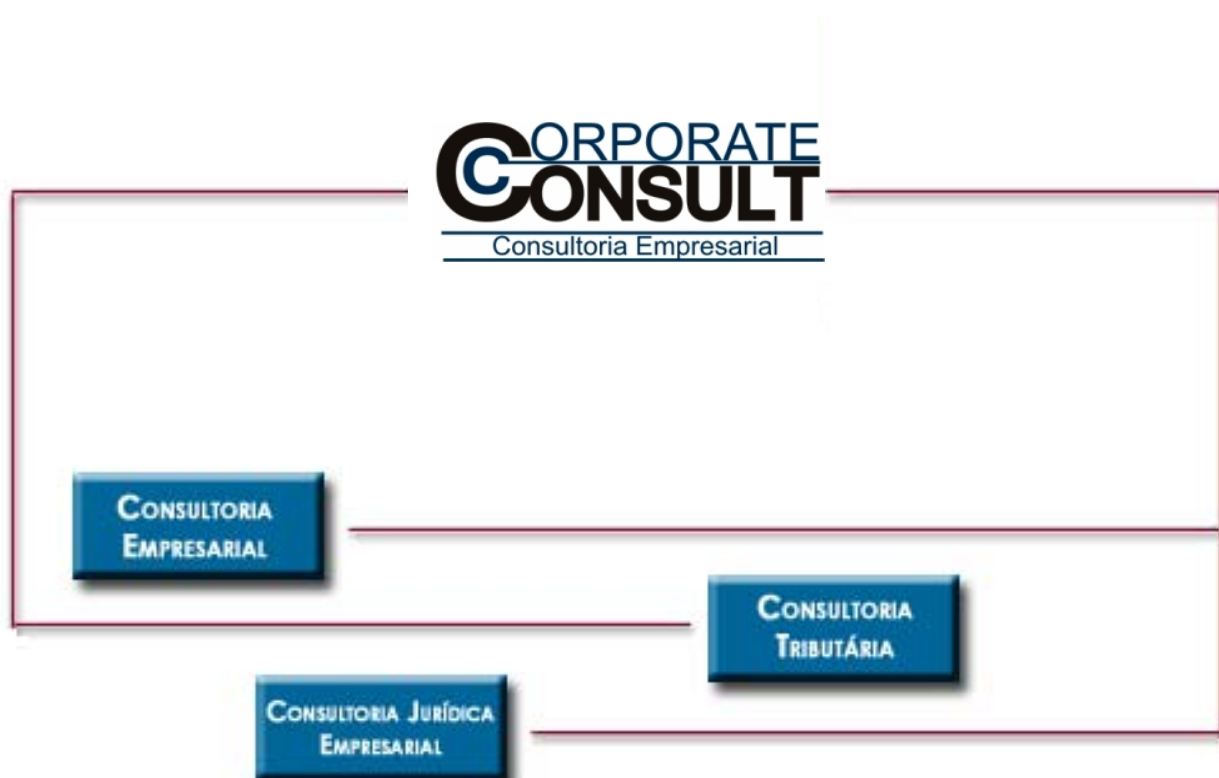 CORPORATE
CONSULT
Consultoria Empresarial
CONSULTORIA
EMPRESARIAL
CONSULTORIA
TRIBUTÁRIA
CONSULTORIA JURÍDICA
EMPRESARIAL